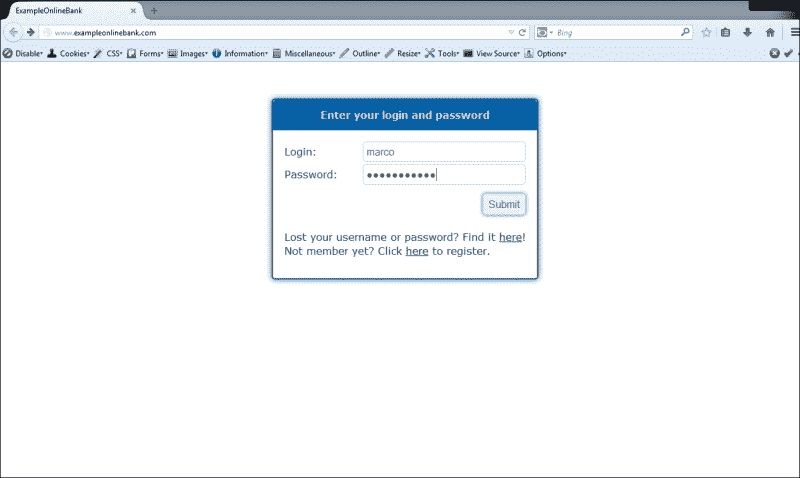 ExampleOnlineBank
www.exampleonlinebank.com
Bing
Disable Cookies CSS Forms Images Information Miscellaneous Outline Resize Tools View Source Options
Enter your login and password
Login: marco
Password: ●●●●●●●●●●●
Submit
Lost your username or password? Find it here!
Not member yet? Click here to register.